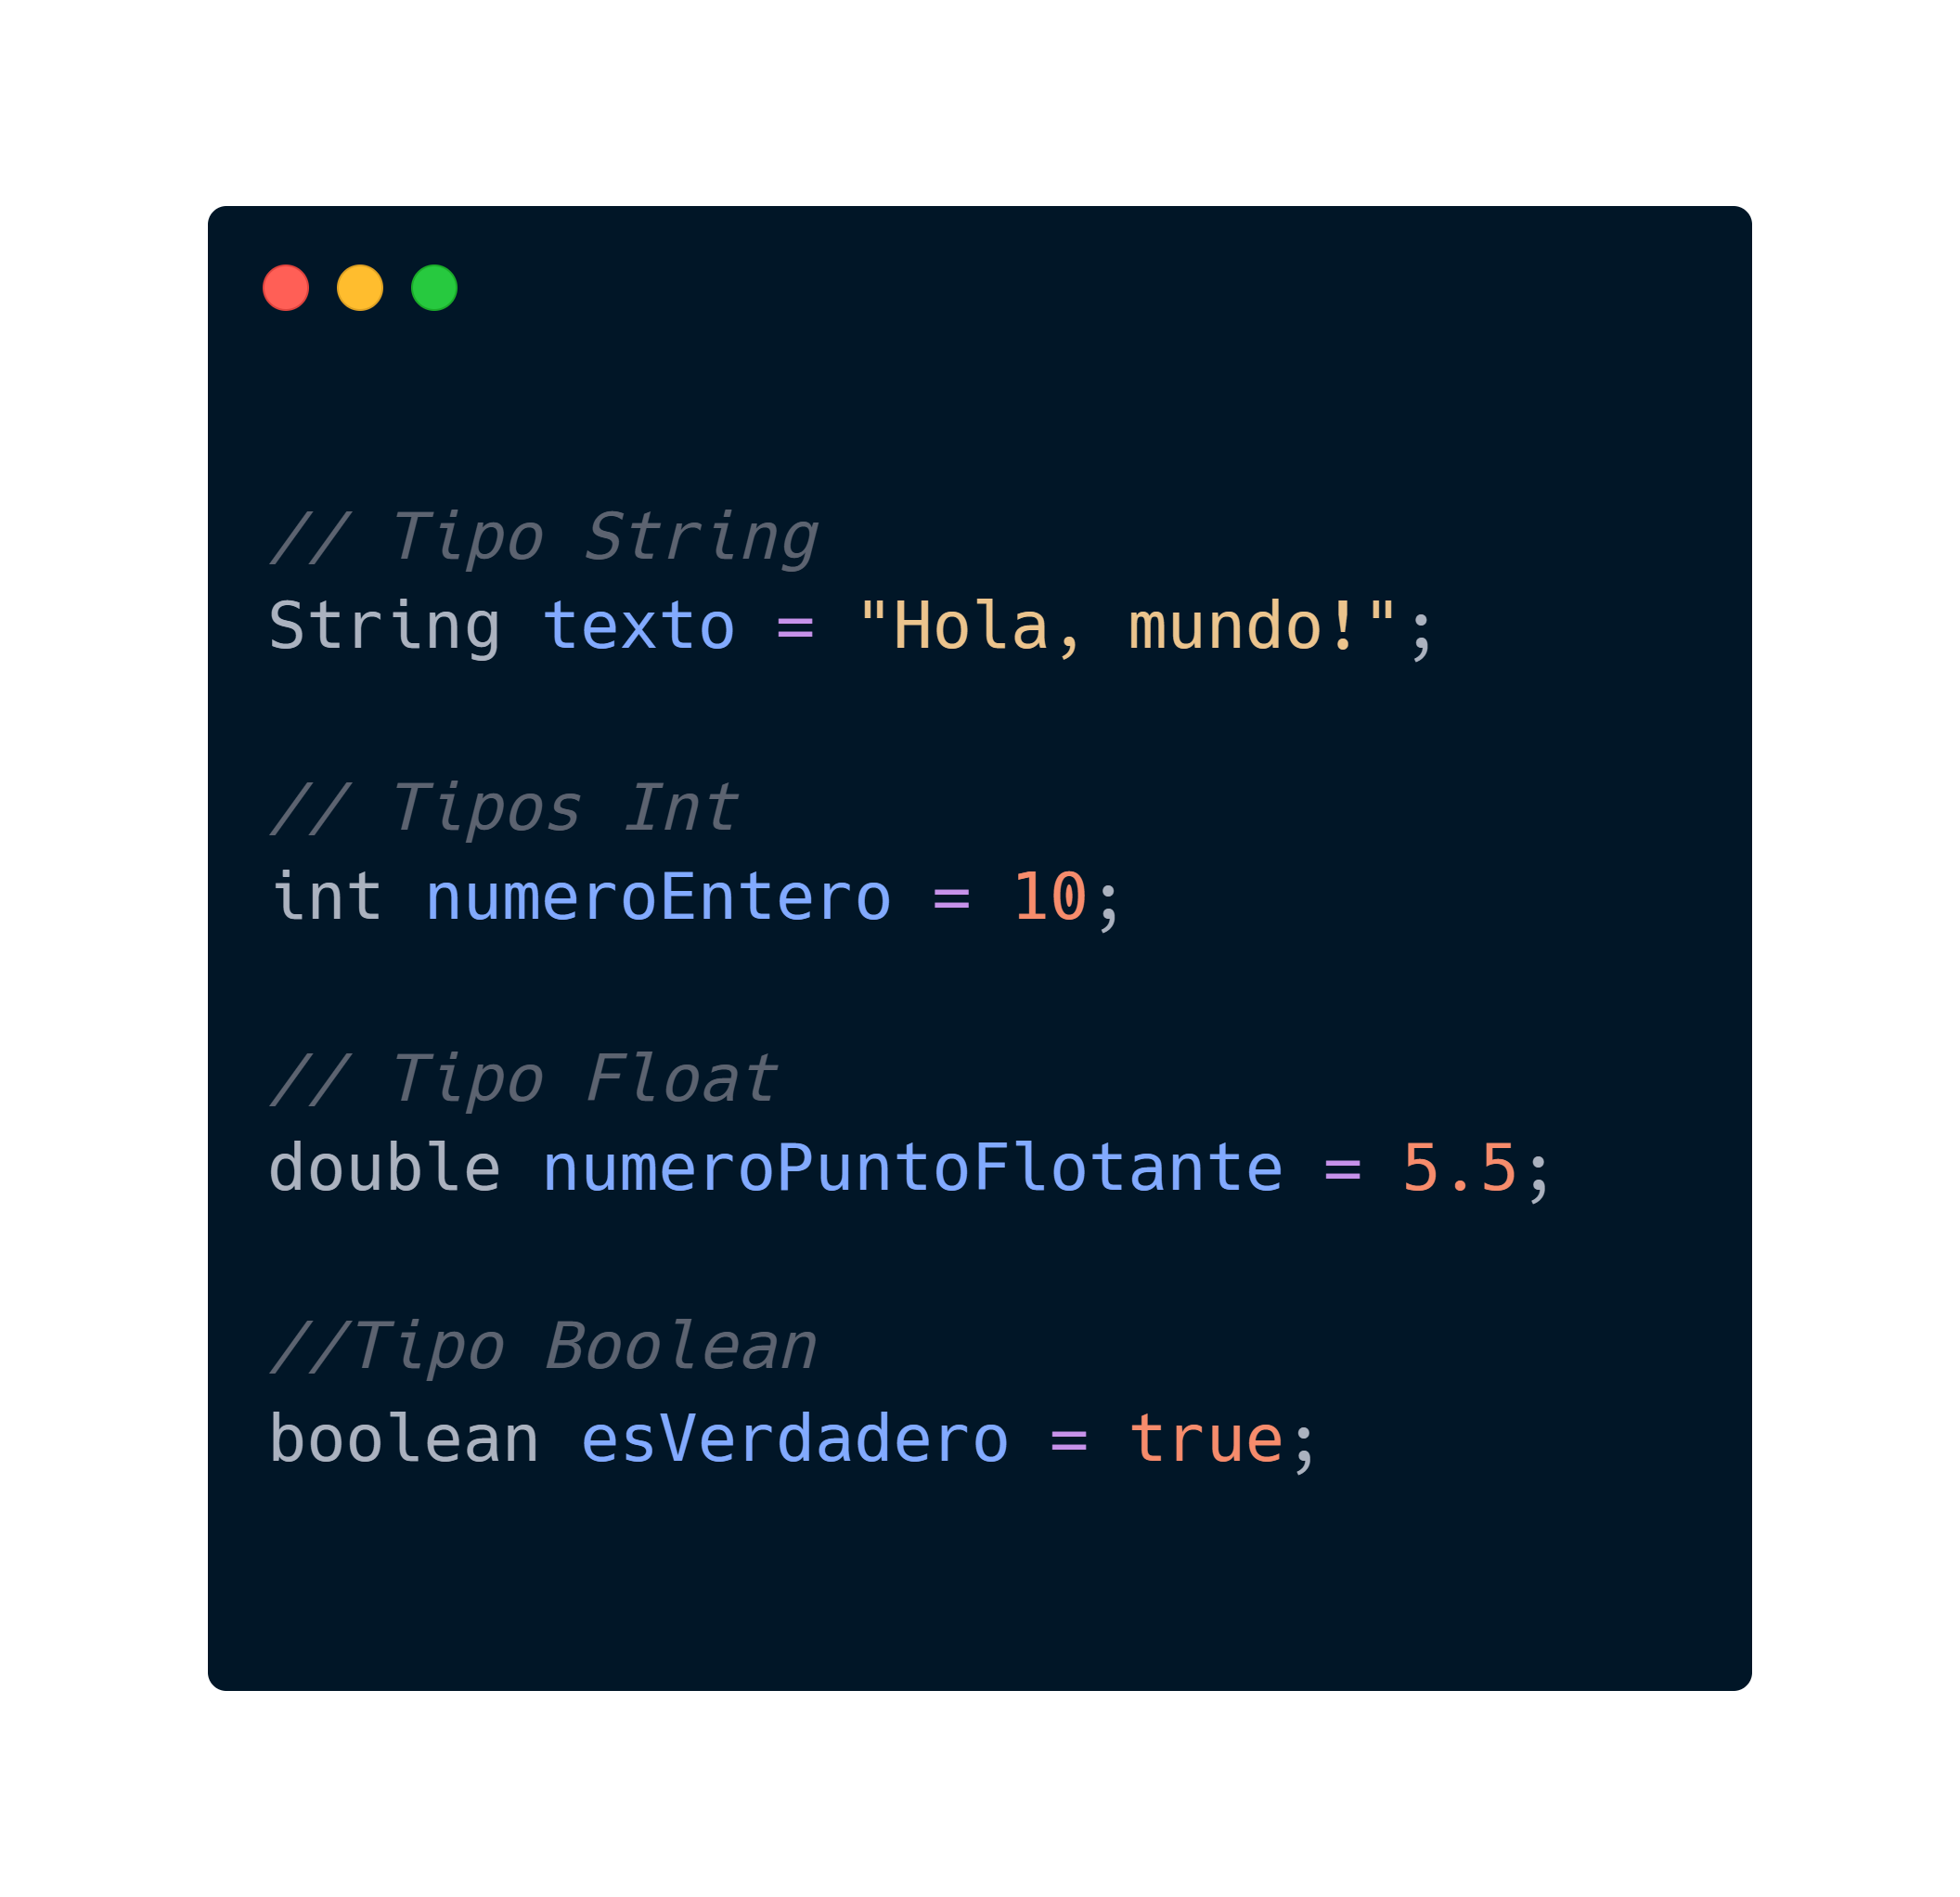 // Tipo String
String texto = "Hola, mundo!";
// Tipos Int
int numeroEntero = 10;
// Tipo Float
double numeroPuntoFlotante = 5.5;
//Tipo Boolean
boolean esVerdadero = true;